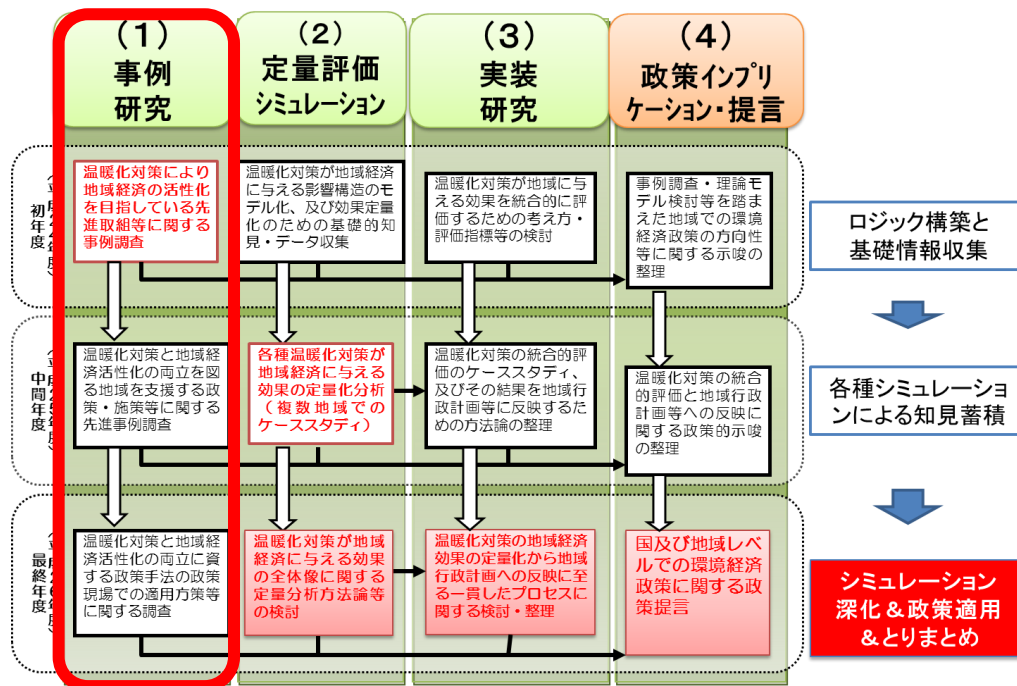 (1)
事例
研究
(2)
定量評価
シミュレーション
(3)
実装
研究
(4)
政策インプリ
ケーション・提言
初年度
温暖化対策により
地域経済の活性化
を目指している先
進取組等に関する
事例調査
温暖化対策が地域経済
に与える影響構造のモ
デル化、及び効果定量
化のための基礎的知
見・データ収集
温暖化対策が地域に与
える効果を統合的に評
価するための考え方・
評価指標等の検討
事例調査・理論モ
デル検討等を踏ま
えた地域での環境
経済政策の方向性
等に関する示唆の
整理
ロジック構築と
基礎情報収集
中間年度
温暖化対策と地域経
済活性化の両立を図
る地域を支援する政
策・施策等に関する
先進事例調査
各種温暖化対策が
地域経済に与える
効果の定量化分析
(複数地域での
ケーススタディ)
温暖化対策の統合的評
価のケーススタディ、
及びその結果を地域行
政計画等に反映するた
めの方法論の整理
温暖化対策の統合
的評価と地域行政
計画等への反映に
関する政策的示唆
の整理
各種シミュレーショ
ンによる知見蓄積
最終年度
温暖化対策と地域経
済活性化の両立に資
する政策手法の政策
現場での適用方策等
に関する調査
温暖化対策が地域
経済に与える効果
の全体像に関する
定量分析方法論等
の検討
温暖化対策の地域経済
効果の定量化から地域
行政計画への反映に至
る一貫したプロセスに
関する検討・整理
国及び地域レベ
ルでの環境経済
政策に関する政
策提言
シミュレーション
深化＆政策適用
＆とりまとめ